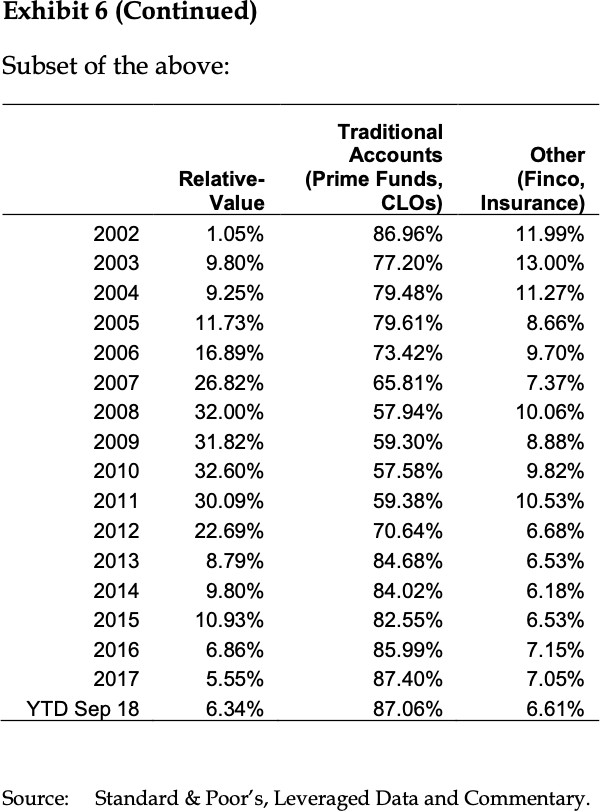 Exhibit 6 (Continued)
Subset of the above:
Traditional
Accounts Other
Relative- (Prime Funds, (Finco,
Value CLOs) Insurance)
2002 1.05% 86.96% 11.99%
2003 9.80% 77.20% 13.00%
2004 9.25% 79.48% 11.27%
2005 11.73% 79.61% 8.66%
2006 16.89% 73.42% 9.70%
2007 26.82% 65.81% 7.37%
2008 32.00% 57.94% 10.06%
2009 31.82% 59.30% 8.88%
2010 32.60% 57.58% 9.82%
2011 30.09% 59.38% 10.53%
2012 22.69% 70.64% 6.68%
2013 8.79% 84.68% 6.53%
2014 9.80% 84.02% 6.18%
2015 10.93% 82.55% 6.53%
2016 6.86% 85.99% 7.15%
2017 5.55% 87.40% 7.05%
YTD Sep 18 6.34% 87.06% 6.61%
Source: Standard & Poor’s, Leveraged Data and Commentary.